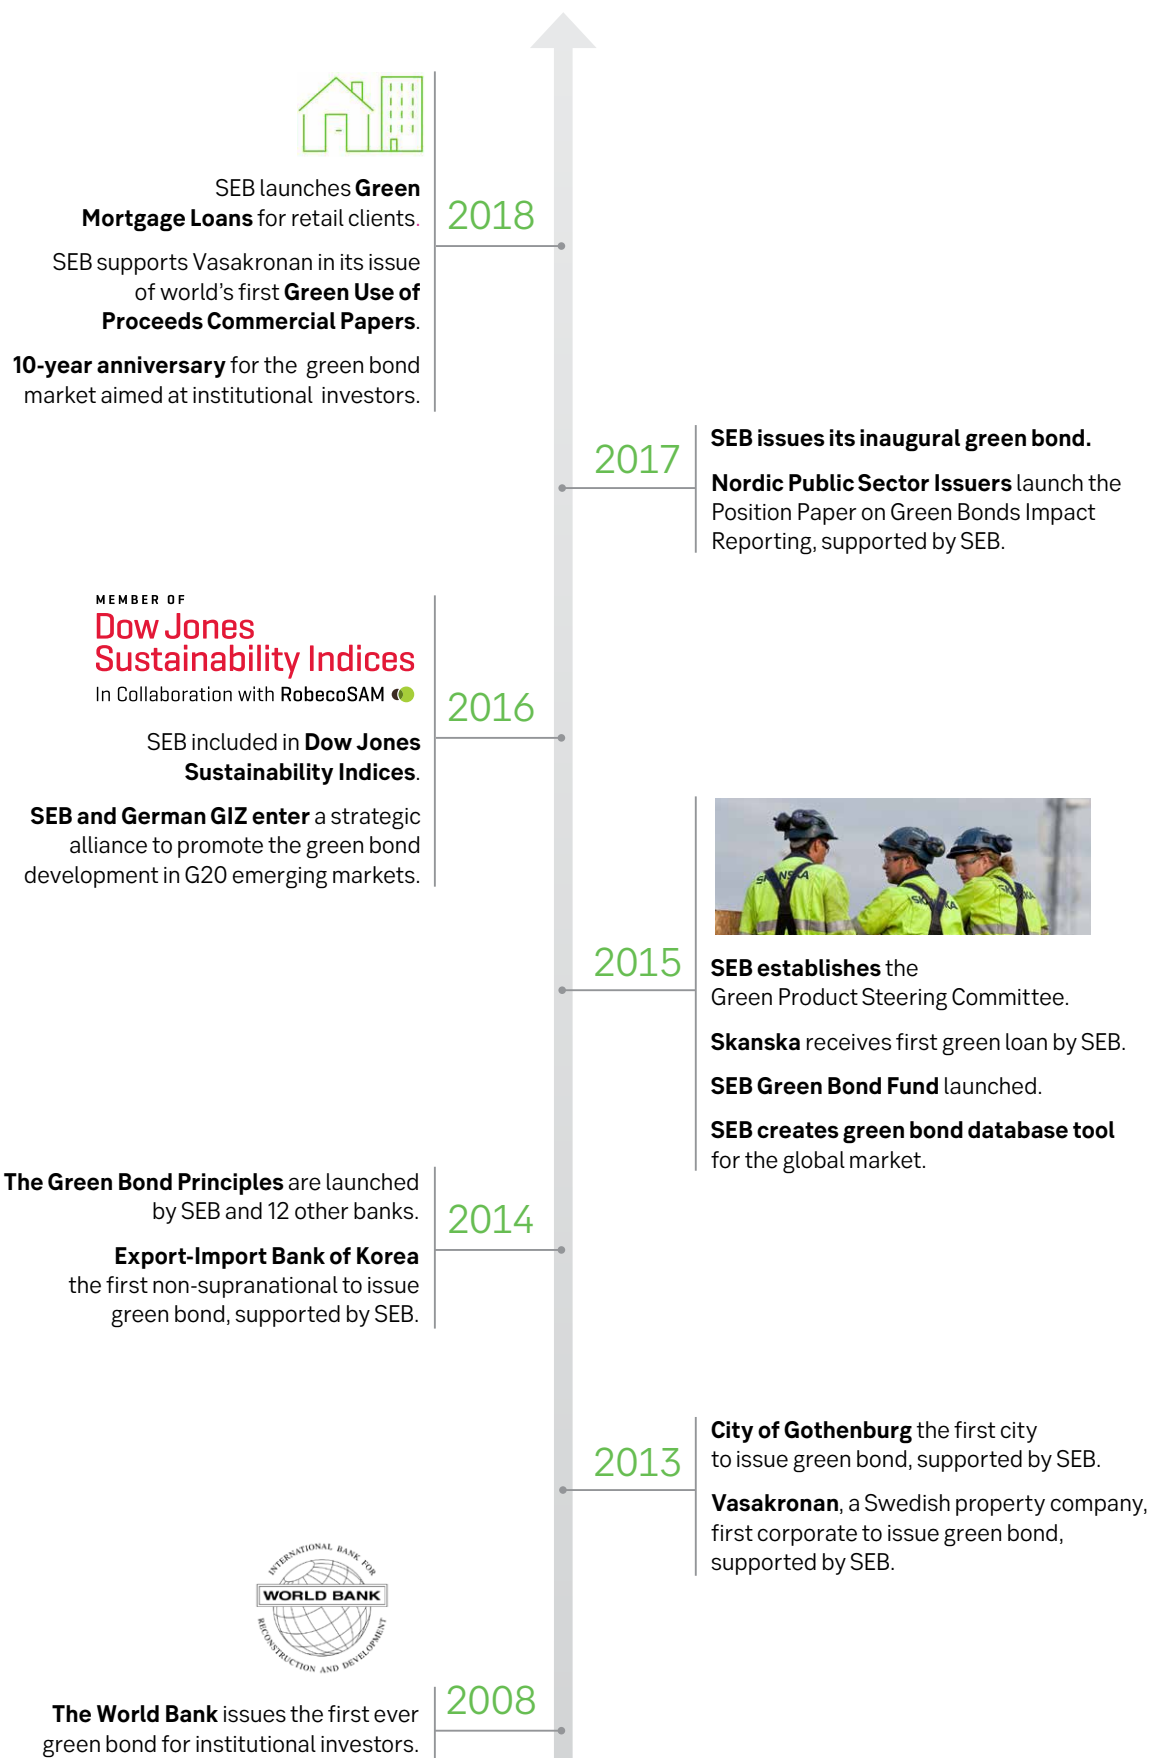 SEB launches Green
Mortgage Loans for retail clients.
SEB supports Vasakronan in its issue
of world's first Green Use of
Proceeds Commercial Papers.
10-year anniversary for the green bond
market aimed at institutional investors.
2018
2017
SEB issues its inaugural green bond.
Nordic Public Sector Issuers launch the
Position Paper on Green Bonds Impact
Reporting, supported by SEB.
MEMBER OF
Dow Jones
Sustainability Indices
In Collaboration with RobecoSAM
2016
SEB included in Dow Jones
Sustainability Indices.
SEB and German GIZ enter a strategic
alliance to promote the green bond
development in G20 emerging markets.
SKANSKA
SKANSKA
SKANSKA
2015
SEB establishes the
Green Product Steering Committee.
Skanska receives first green loan by SEB.
SEB Green Bond Fund launched.
SEB creates green bond database tool
for the global market.
The Green Bond Principles are launched
by SEB and 12 other banks.
2014
Export-Import Bank of Korea
the first non-supranational to issue
green bond, supported by SEB.
2013
City of Gothenburg the first city
to issue green bond, supported by SEB.
Vasakronan, a Swedish property company,
first corporate to issue green bond,
supported by SEB.
INTERNATIONAL BANK FOR
WORLD BANK
RECONSTRUCTION AND DEVELOPMENT
2008
The World Bank issues the first ever
green bond for institutional investors.